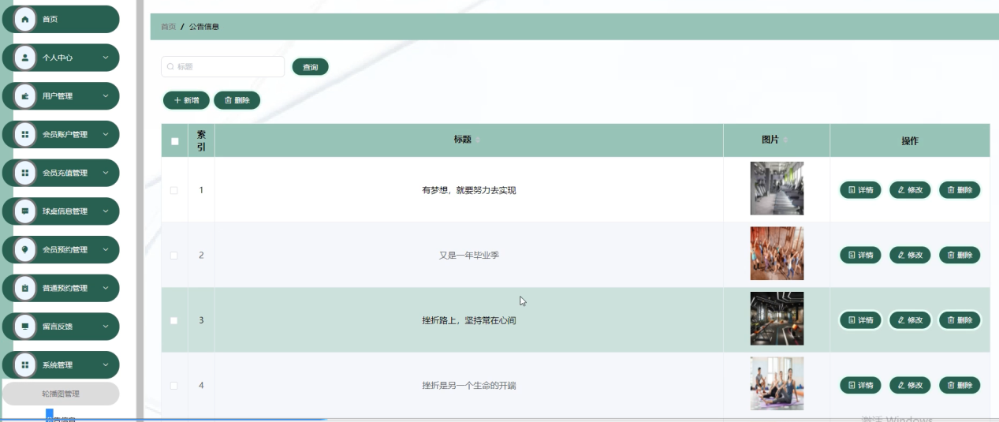 首页
个人中心
用户管理
会员账户管理
会员充值管理
球桌信息管理
会员预约管理
普通预约管理
留言反馈
系统管理
轮播图管理
公告信息
首页 / 公告信息
标题
查询
新增 删除
索引 标题 图片 操作
1 有梦想，就要努力去实现 详情 修改 删除
2 又是一年毕业季 详情 修改 删除
3 挫折路上，坚持常在心间 详情 修改 删除
4 挫折是另一个生命的开端 详情 修改 删除
激活 Windows